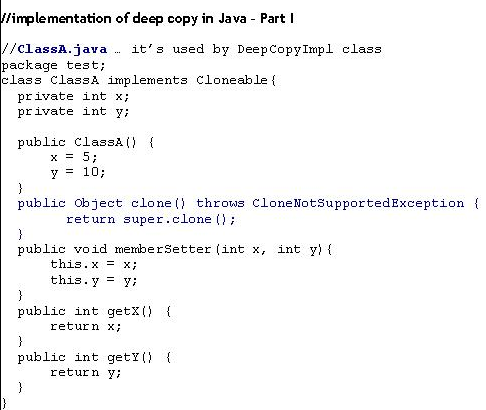 //implementation of deep copy in Java - Part I
//ClassA.java … it's used by DeepCopyImpl class
package test;
class ClassA implements Cloneable{
private int x;
private int y;
public ClassA() {
x = 5;
y = 10;
}
public Object clone() throws CloneNotSupportedException {
return super.clone();
}
public void memberSetter(int x, int y){
this.x = x;
this.y = y;
}
public int getX() {
return x;
}
public int getY() {
return y;
}
}